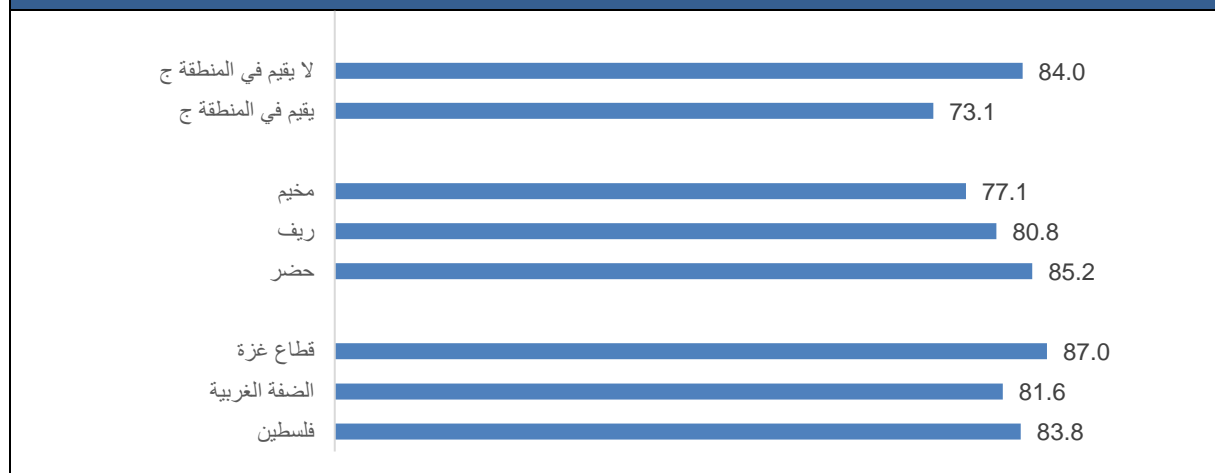 لا يقيم في المنطقة ج 84.0
يقيم في المنطقة ج 73.1
مخيم 77.1
ريف 80.8
حضر 85.2
قطاع غزة 87.0
الضفة الغربية 81.6
فلسطين 83.8